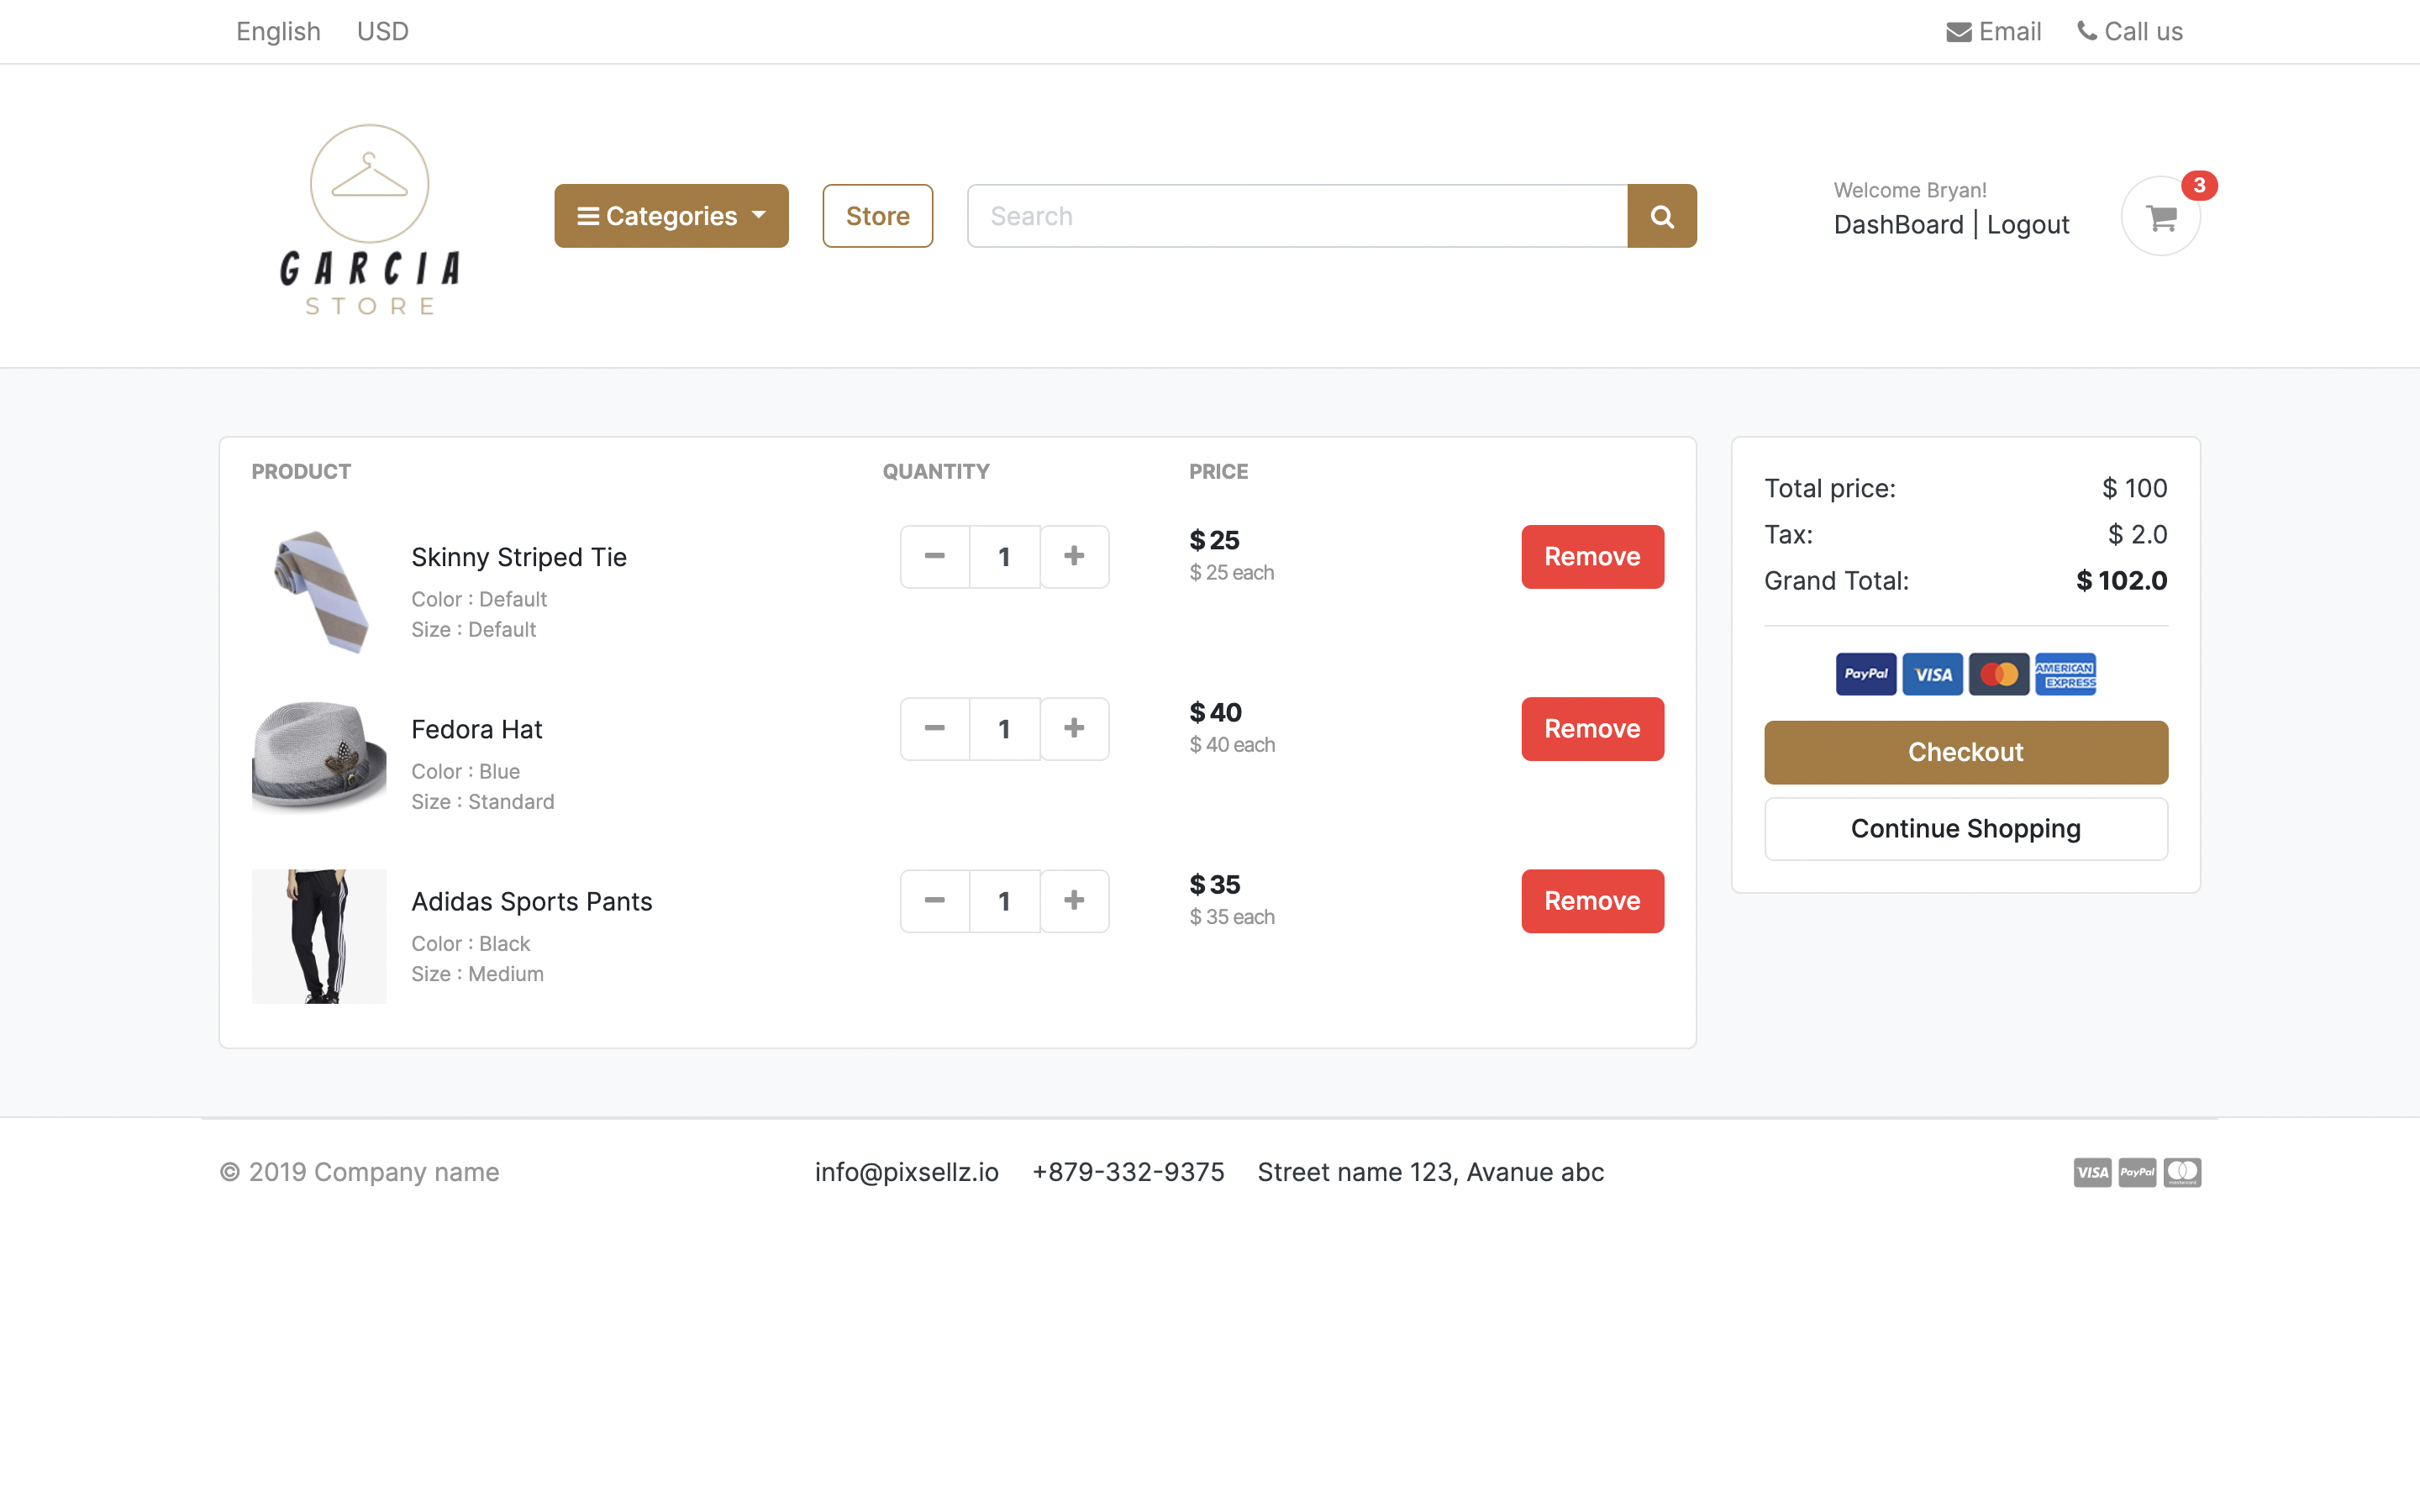 English USD Email Call us
GARCIA
STORE
Categories Store Search
Welcome Bryan!
DashBoard | Logout
3
PRODUCT QUANTITY PRICE
Skinny Striped Tie
Color : Default
Size : Default
1
$ 25
$ 25 each
Remove
Fedora Hat
Color : Blue
Size : Standard
1
$ 40
$ 40 each
Remove
Adidas Sports Pants
Color : Black
Size : Medium
1
$ 35
$ 35 each
Remove
Total price: $ 100
Tax: $ 2.0
Grand Total: $ 102.0
PayPal VISA AMERICAN EXPRESS
Checkout
Continue Shopping
© 2019 Company name info@pixsellz.io +879-332-9375 Street name 123, Avanue abc VISA PayPal mastercard